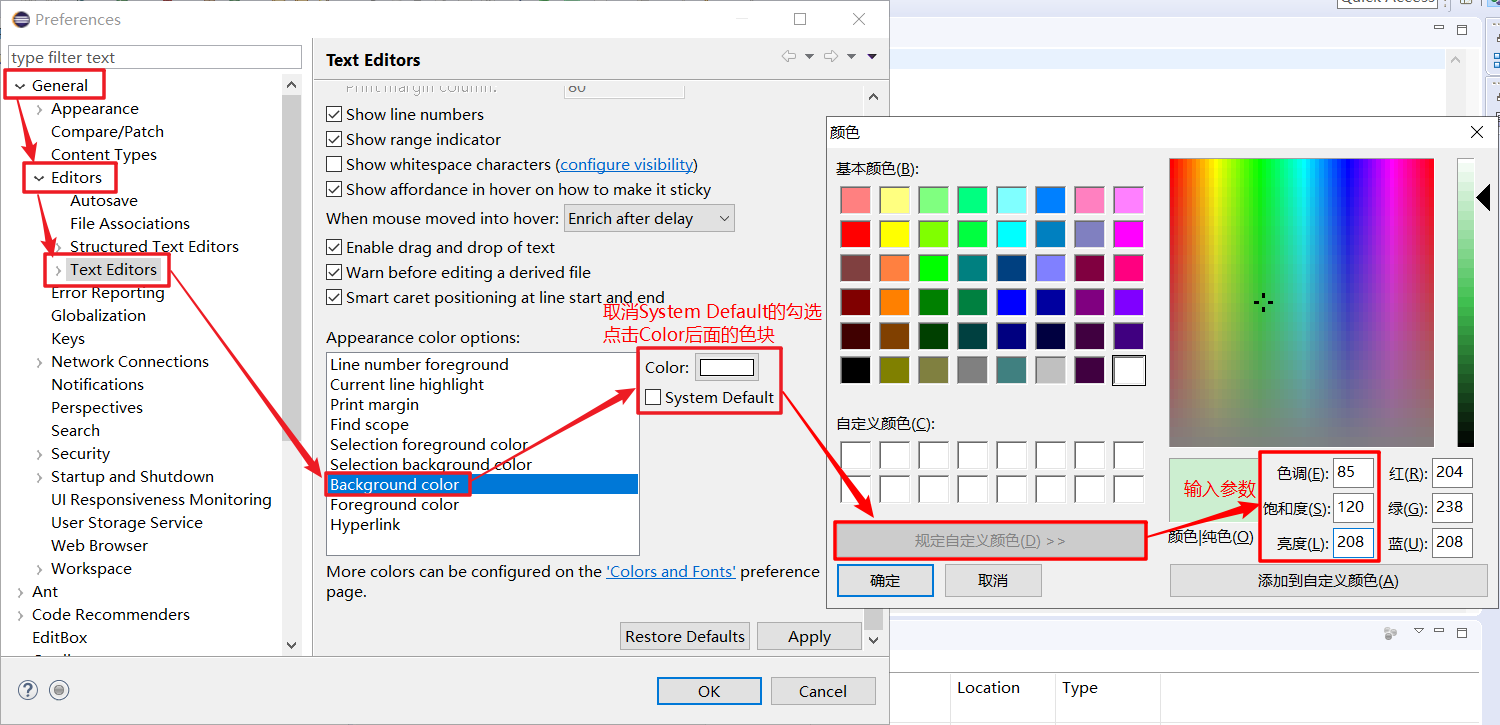 Quick Access
Preferences
type filter text
General
Appearance
Compare/Patch
Content Types
Editors
Autosave
File Associations
Structured Text Editors
Text Editors
Error Reporting
Globalization
Keys
Network Connections
Notifications
Perspectives
Search
Security
Startup and Shutdown
UI Responsiveness Monitoring
User Storage Service
Web Browser
Workspace
Ant
Code Recommenders
EditBox
Text Editors
Print margin column:
80
Show line numbers
Show range indicator
Show whitespace characters (configure visibility)
Show affordance in hover on how to make it sticky
When mouse moved into hover: Enrich after delay
Enable drag and drop of text
Warn before editing a derived file
Smart caret positioning at line start and end
取消System Default的勾选
点击Color后面的色块
Appearance color options:
Line number foreground
Current line highlight
Print margin
Find scope
Selection foreground color
Selection background color
Background color
Foreground color
Hyperlink
Color:
System Default
More colors can be configured on the 'Colors and Fonts' preference
page.
Restore Defaults
Apply
OK
Cancel
颜色
基本颜色(B):
自定义颜色(C):
规定自定义颜色(D) >>
确定
取消
输入参数
颜色|纯色(O)
色调(E): 85
饱和度(S): 120
亮度(L): 208
红(R): 204
绿(G): 238
蓝(U): 208
添加到自定义颜色(A)
Location
Type